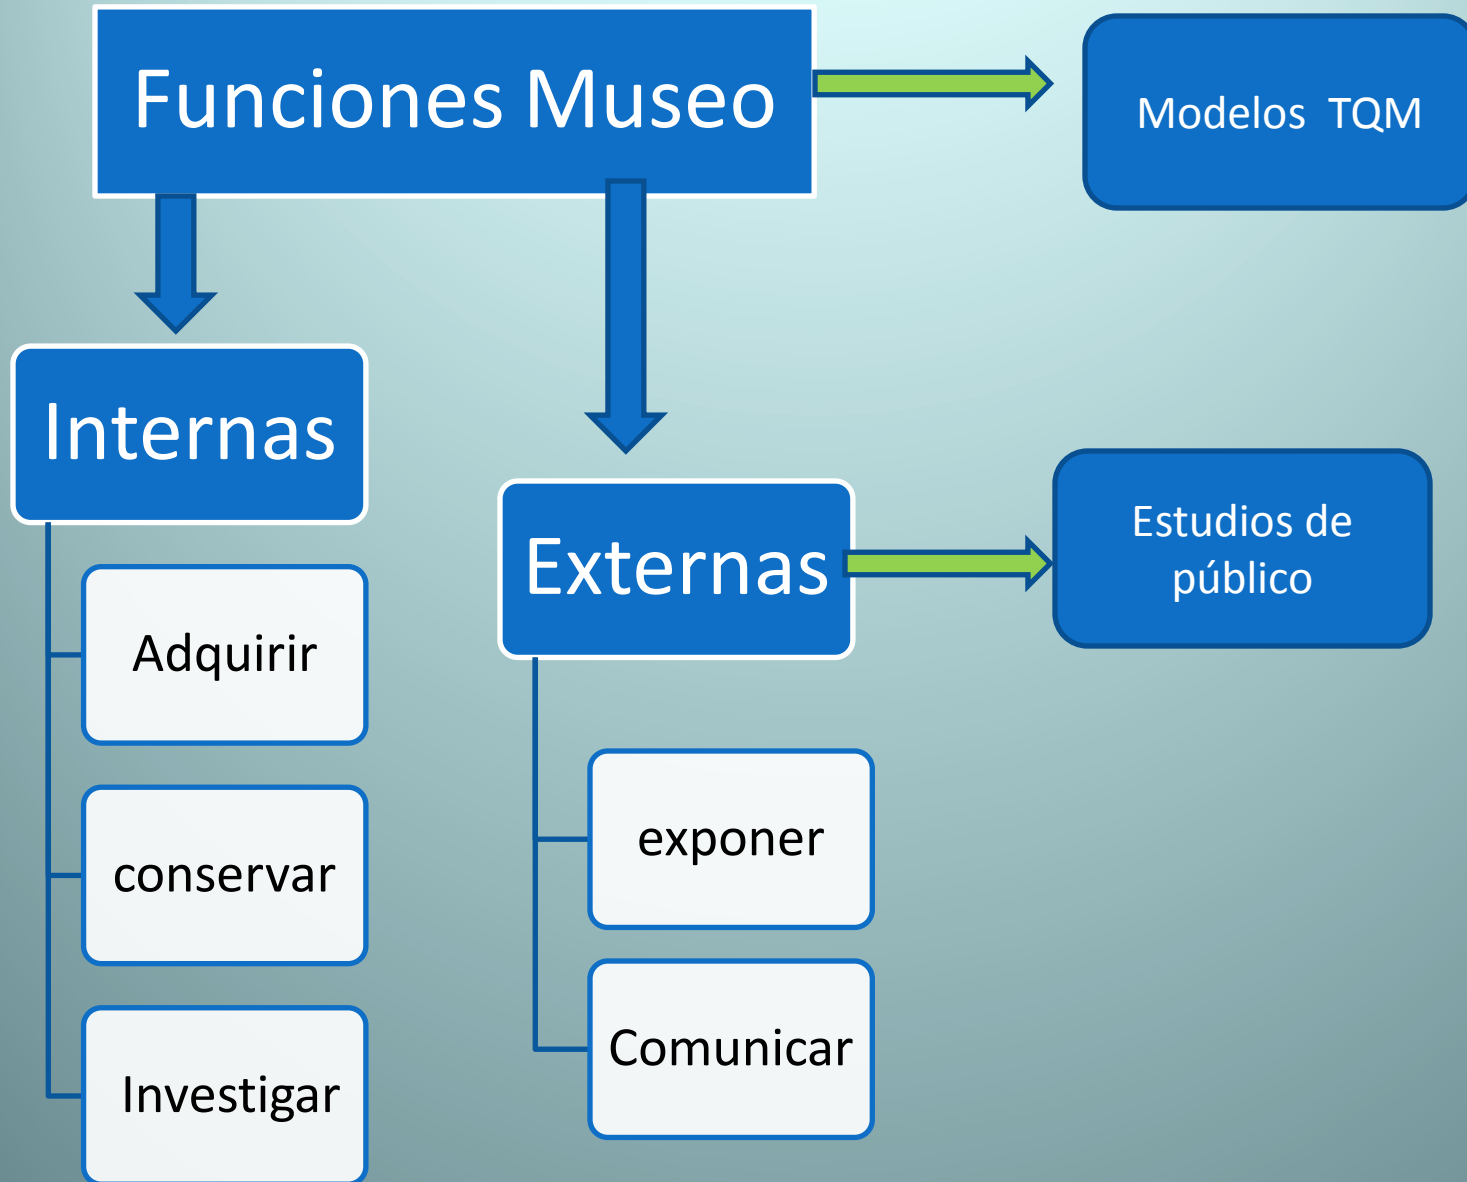 Funciones Museo
Modelos TQM
Internas
Adquirir
conservar
Investigar
Externas
exponer
Comunicar
Estudios de
público